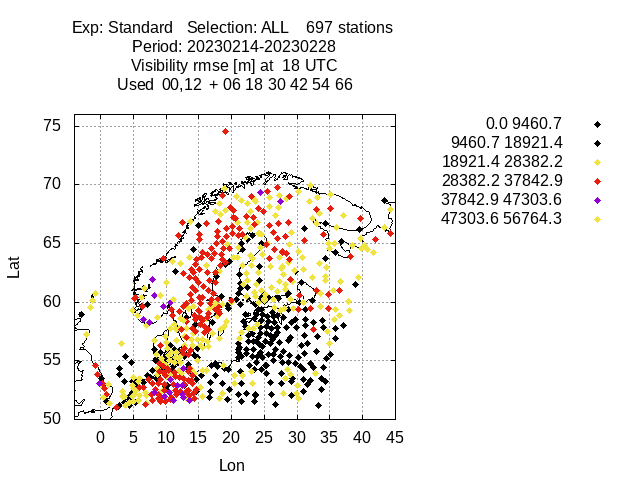 Exp: Standard Selection: ALL 697 stations
Period: 20230214-20230228
Visibility rmse [m] at 18 UTC
Used 00,12 + 06 18 30 42 54 66
0.0 9460.7
9460.7 18921.4
18921.4 28382.2
28382.2 37842.9
37842.9 47303.6
47303.6 56764.3
75
70
65
60
55
50
Lat
0 5 10 15 20 25 30 35 40 45
Lon